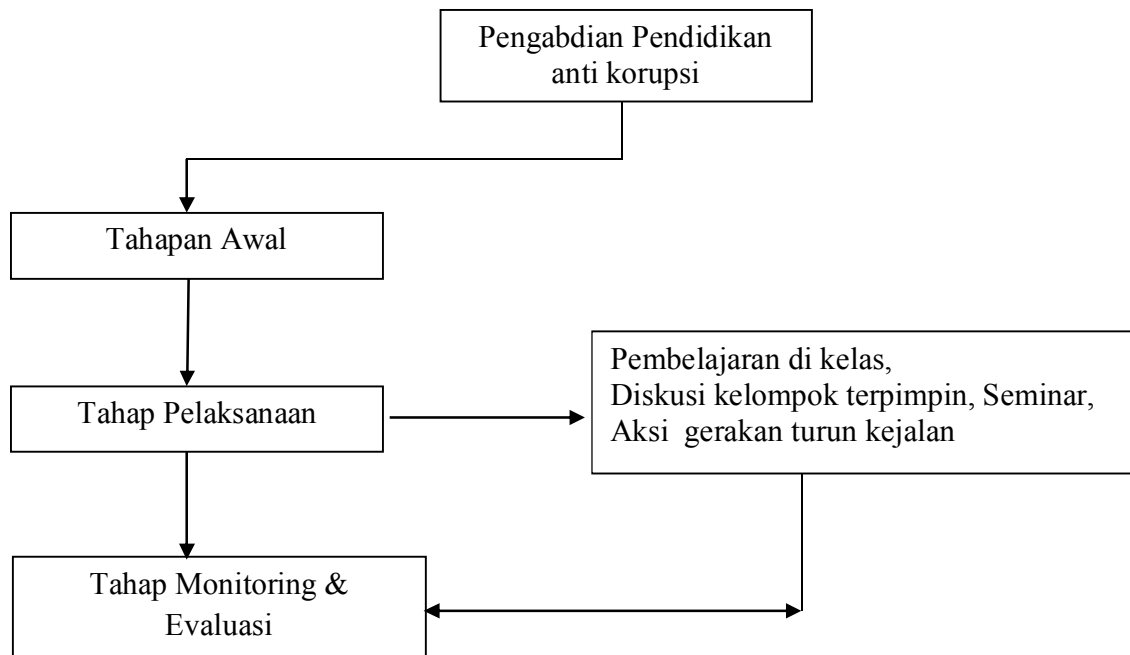 Pengabdian Pendidikan
anti korupsi
Tahapan Awal
Pembelajaran di kelas,
Diskusi kelompok terpimpin, Seminar,
Aksi gerakan turun kejalan
Tahap Pelaksanaan
Tahap Monitoring &
Evaluasi